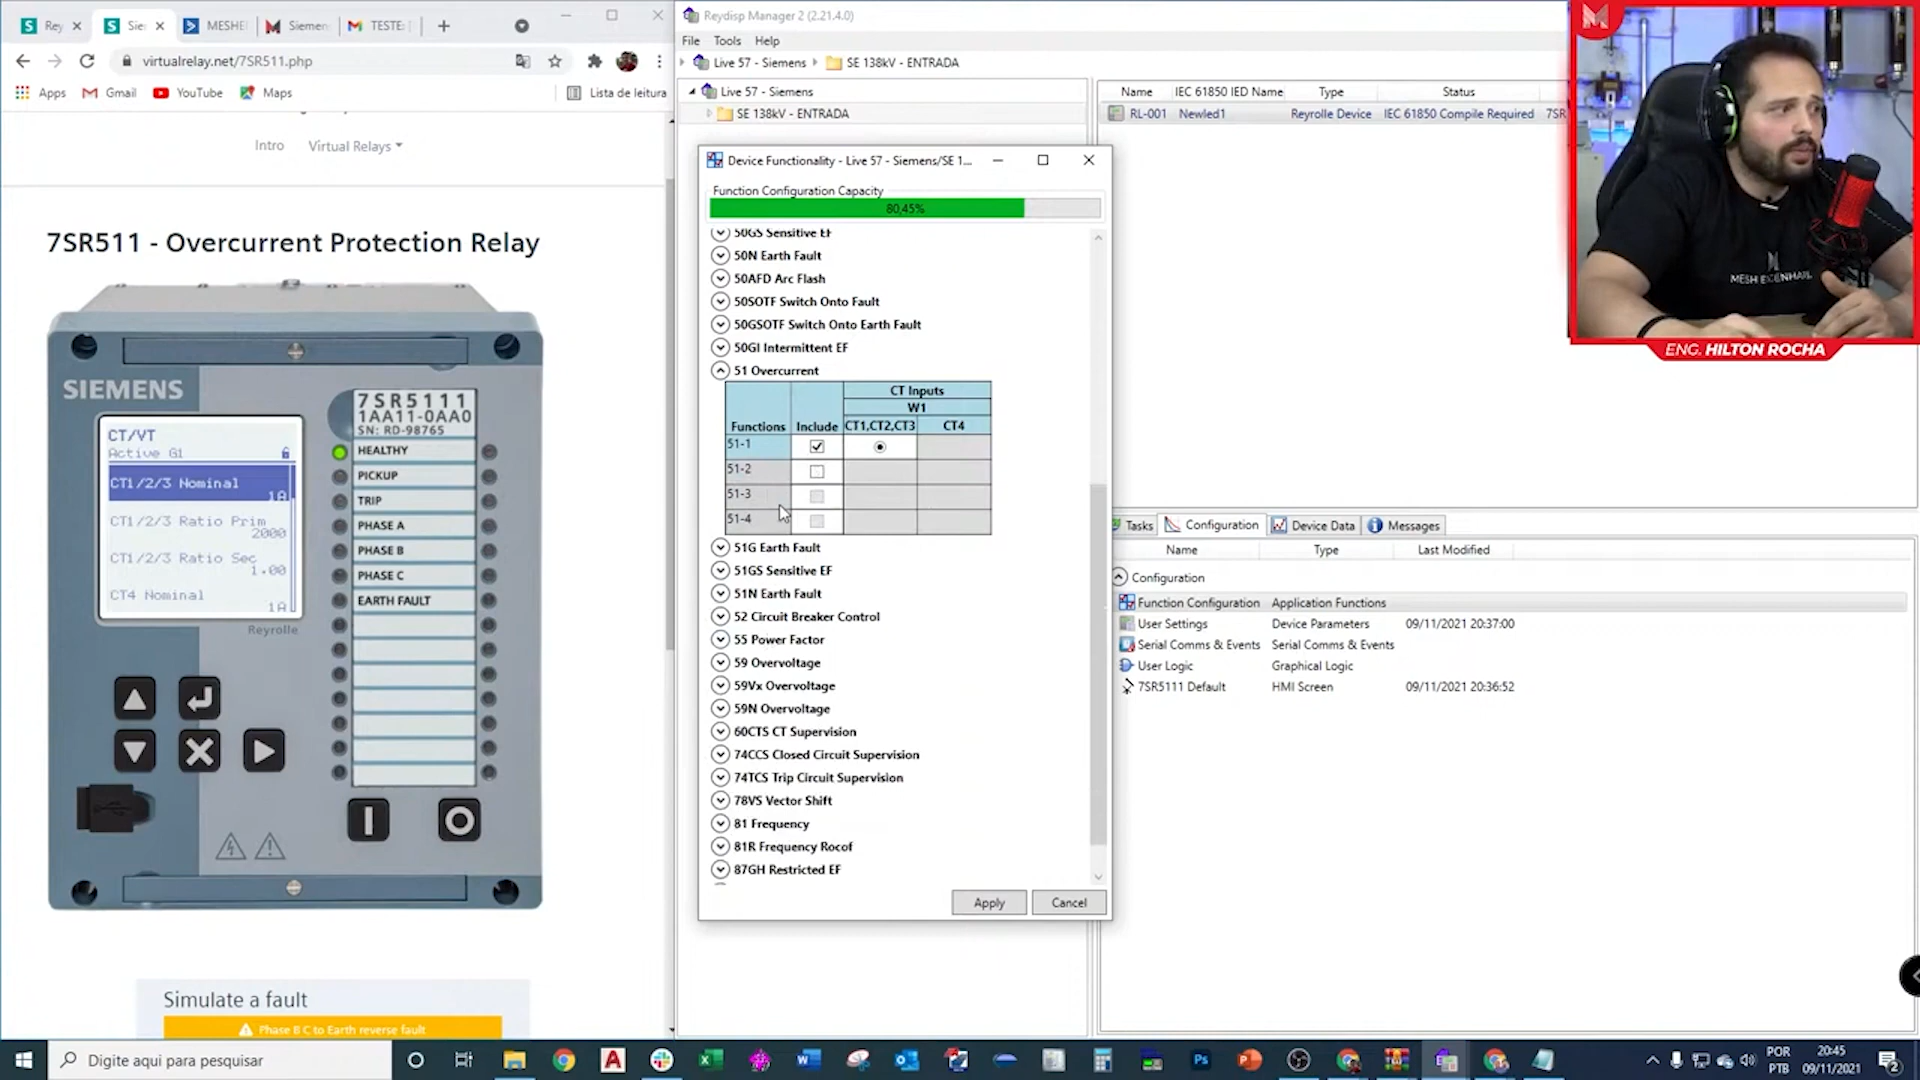 Rey
Sie
MESHE
Siemen
TESTE:
virtualrelay.net/7SR511.php
Apps
Gmail
YouTube
Maps
Lista de leitura
Intro
Virtual Relays
7SR511 - Overcurrent Protection Relay
SIEMENS
7SR5111
1AA11-0AA0
SN: RD-98765
CT/VT
Active G1
CT1/2/3 Nominal
1A
CT1/2/3 Ratio Prim
2000
CT1/2/3 Ratio Sec
1.00
CT4 Nominal
1A
Reyrolle
HEALTHY
PICKUP
TRIP
PHASE A
PHASE B
PHASE C
EARTH FAULT
Simulate a fault
Phase B C to Earth reverse fault
Reydisp Manager 2 (2.21.4.0)
File Tools Help
Live 57 - Siemens
SE 138kV - ENTRADA
Live 57 - Siemens
SE 138kV - ENTRADA
Name
IEC 61850 IED Name
Type
Status
RL-001
Newled1
Reyrolle Device
IEC 61850 Compile Required
7SR
Device Functionality - Live 57 - Siemens/SE 1...
Function Configuration Capacity
80,45%
50GS Sensitive EF
50N Earth Fault
50AFD Arc Flash
50SOTF Switch Onto Fault
50GSOTF Switch Onto Earth Fault
50GI Intermittent EF
51 Overcurrent
CT Inputs
W1
Functions
Include
CT1,CT2,CT3
CT4
51-1
51-2
51-3
51-4
51G Earth Fault
51GS Sensitive EF
51N Earth Fault
52 Circuit Breaker Control
55 Power Factor
59 Overvoltage
59Vx Overvoltage
59N Overvoltage
60CTS CT Supervision
74CCS Closed Circuit Supervision
74TCS Trip Circuit Supervision
78VS Vector Shift
81 Frequency
81R Frequency Rocof
87GH Restricted EF
Apply
Cancel
Tasks
Configuration
Device Data
Messages
Name
Type
Last Modified
Configuration
Function Configuration
Application Functions
User Settings
Device Parameters
09/11/2021 20:37:00
Serial Comms & Events
Serial Comms & Events
User Logic
Graphical Logic
7SR5111 Default
HMI Screen
09/11/2021 20:36:52
ENG. HILTON ROCHA
Digite aqui para pesquisar
POR
PTB
20:45
09/11/2021
2